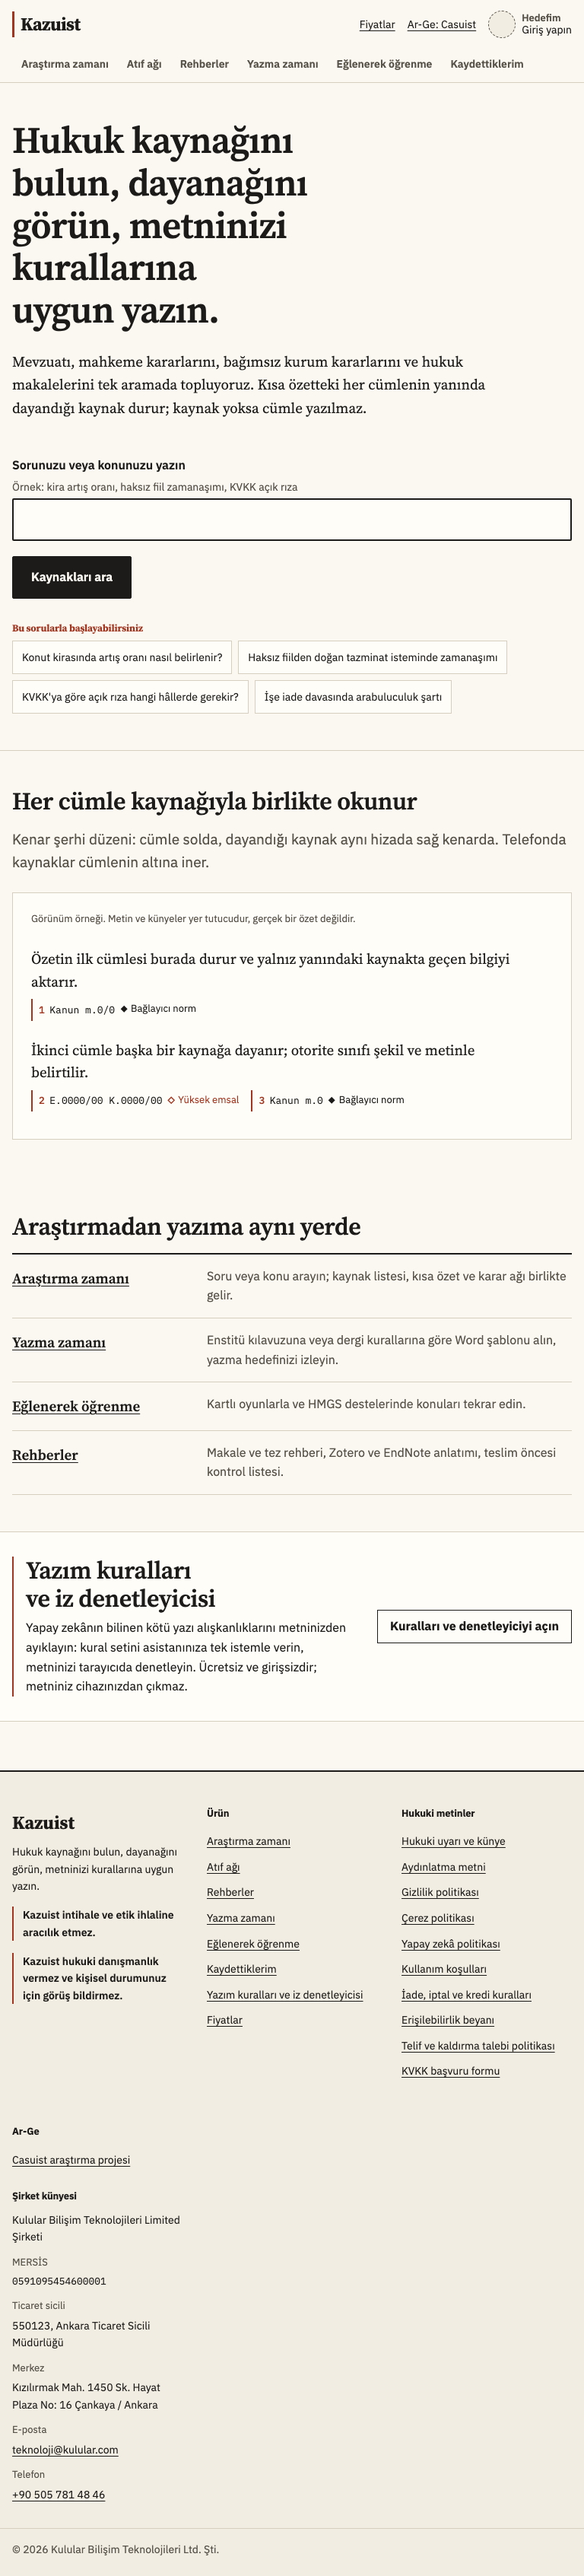 Kazuist
Fiyatlar
Ar-Ge: Casuist
Hedefim
Giriş yapın
Araştırma zamanı
Atıf ağı
Rehberler
Yazma zamanı
Eğlenerek öğrenme
Kaydettiklerim
Hukuk kaynağını
bulun, dayanağını
görün, metninizi
kurallarına
uygun yazın.
Mevzuatı, mahkeme kararlarını, bağımsız kurum kararlarını ve hukuk
makalelerini tek aramada topluyoruz. Kısa özetteki her cümlenin yanında
dayandığı kaynak durur; kaynak yoksa cümle yazılmaz.
Sorunuzu veya konunuzu yazın
Örnek: kira artış oranı, haksız fiil zamanaşımı, KVKK açık rıza
Kaynakları ara
Bu sorularla başlayabilirsiniz
Konut kirasında artış oranı nasıl belirlenir?
Haksız fiilden doğan tazminat isteminde zamanaşımı
KVKK'ya göre açık rıza hangi hâllerde gerekir?
İşe iade davasında arabuluculuk şartı
Her cümle kaynağıyla birlikte okunur
Kenar şerhi düzeni: cümle solda, dayandığı kaynak aynı hizada sağ kenarda. Telefonda
kaynaklar cümlenin altına iner.
Görünüm örneği. Metin ve künyeler yer tutucudur, gerçek bir özet değildir.
Özetin ilk cümlesi burada durur ve yalnız yanındaki kaynakta geçen bilgiyi
aktarır.
1 Kanun m.0/0 ◆ Bağlayıcı norm
İkinci cümle başka bir kaynağa dayanır; otorite sınıfı şekil ve metinle
belirtilir.
2 E.0000/00 K.0000/00 ◇ Yüksek emsal
3 Kanun m.0 ◆ Bağlayıcı norm
Araştırmadan yazıma aynı yerde
Araştırma zamanı
Soru veya konu arayın; kaynak listesi, kısa özet ve karar ağı birlikte
gelir.
Yazma zamanı
Enstitü kılavuzuna veya dergi kurallarına göre Word şablonu alın,
yazma hedefinizi izleyin.
Eğlenerek öğrenme
Kartlı oyunlarla ve HMGS destelerinde konuları tekrar edin.
Rehberler
Makale ve tez rehberi, Zotero ve EndNote anlatımı, teslim öncesi
kontrol listesi.
Yazım kuralları
ve iz denetleyicisi
Yapay zekânın bilinen kötü yazı alışkanlıklarını metninizden
ayıklayın: kural setini asistanınıza tek istemle verin,
metninizi tarayıcıda denetleyin. Ücretsiz ve girişsizdir;
metniniz cihazınızdan çıkmaz.
Kuralları ve denetleyiciyi açın
Kazuist
Hukuk kaynağını bulun, dayanağını
görün, metninizi kurallarına uygun
yazın.
Kazuist intihale ve etik ihlaline
aracılık etmez.
Kazuist hukuki danışmanlık
vermez ve kişisel durumunuz
için görüş bildirmez.
Ürün
Araştırma zamanı
Atıf ağı
Rehberler
Yazma zamanı
Eğlenerek öğrenme
Kaydettiklerim
Yazım kuralları ve iz denetleyicisi
Fiyatlar
Hukuki metinler
Hukuki uyarı ve künye
Aydınlatma metni
Gizlilik politikası
Çerez politikası
Yapay zekâ politikası
Kullanım koşulları
İade, iptal ve kredi kuralları
Erişilebilirlik beyanı
Telif ve kaldırma talebi politikası
KVKK başvuru formu
Ar-Ge
Casuist araştırma projesi
Şirket künyesi
Kulular Bilişim Teknolojileri Limited
Şirketi
MERSİS
0591095454600001
Ticaret sicili
550123, Ankara Ticaret Sicili
Müdürlüğü
Merkez
Kızılırmak Mah. 1450 Sk. Hayat
Plaza No: 16 Çankaya / Ankara
E-posta
teknoloji@kulular.com
Telefon
+90 505 781 48 46
© 2026 Kulular Bilişim Teknolojileri Ltd. Şti.